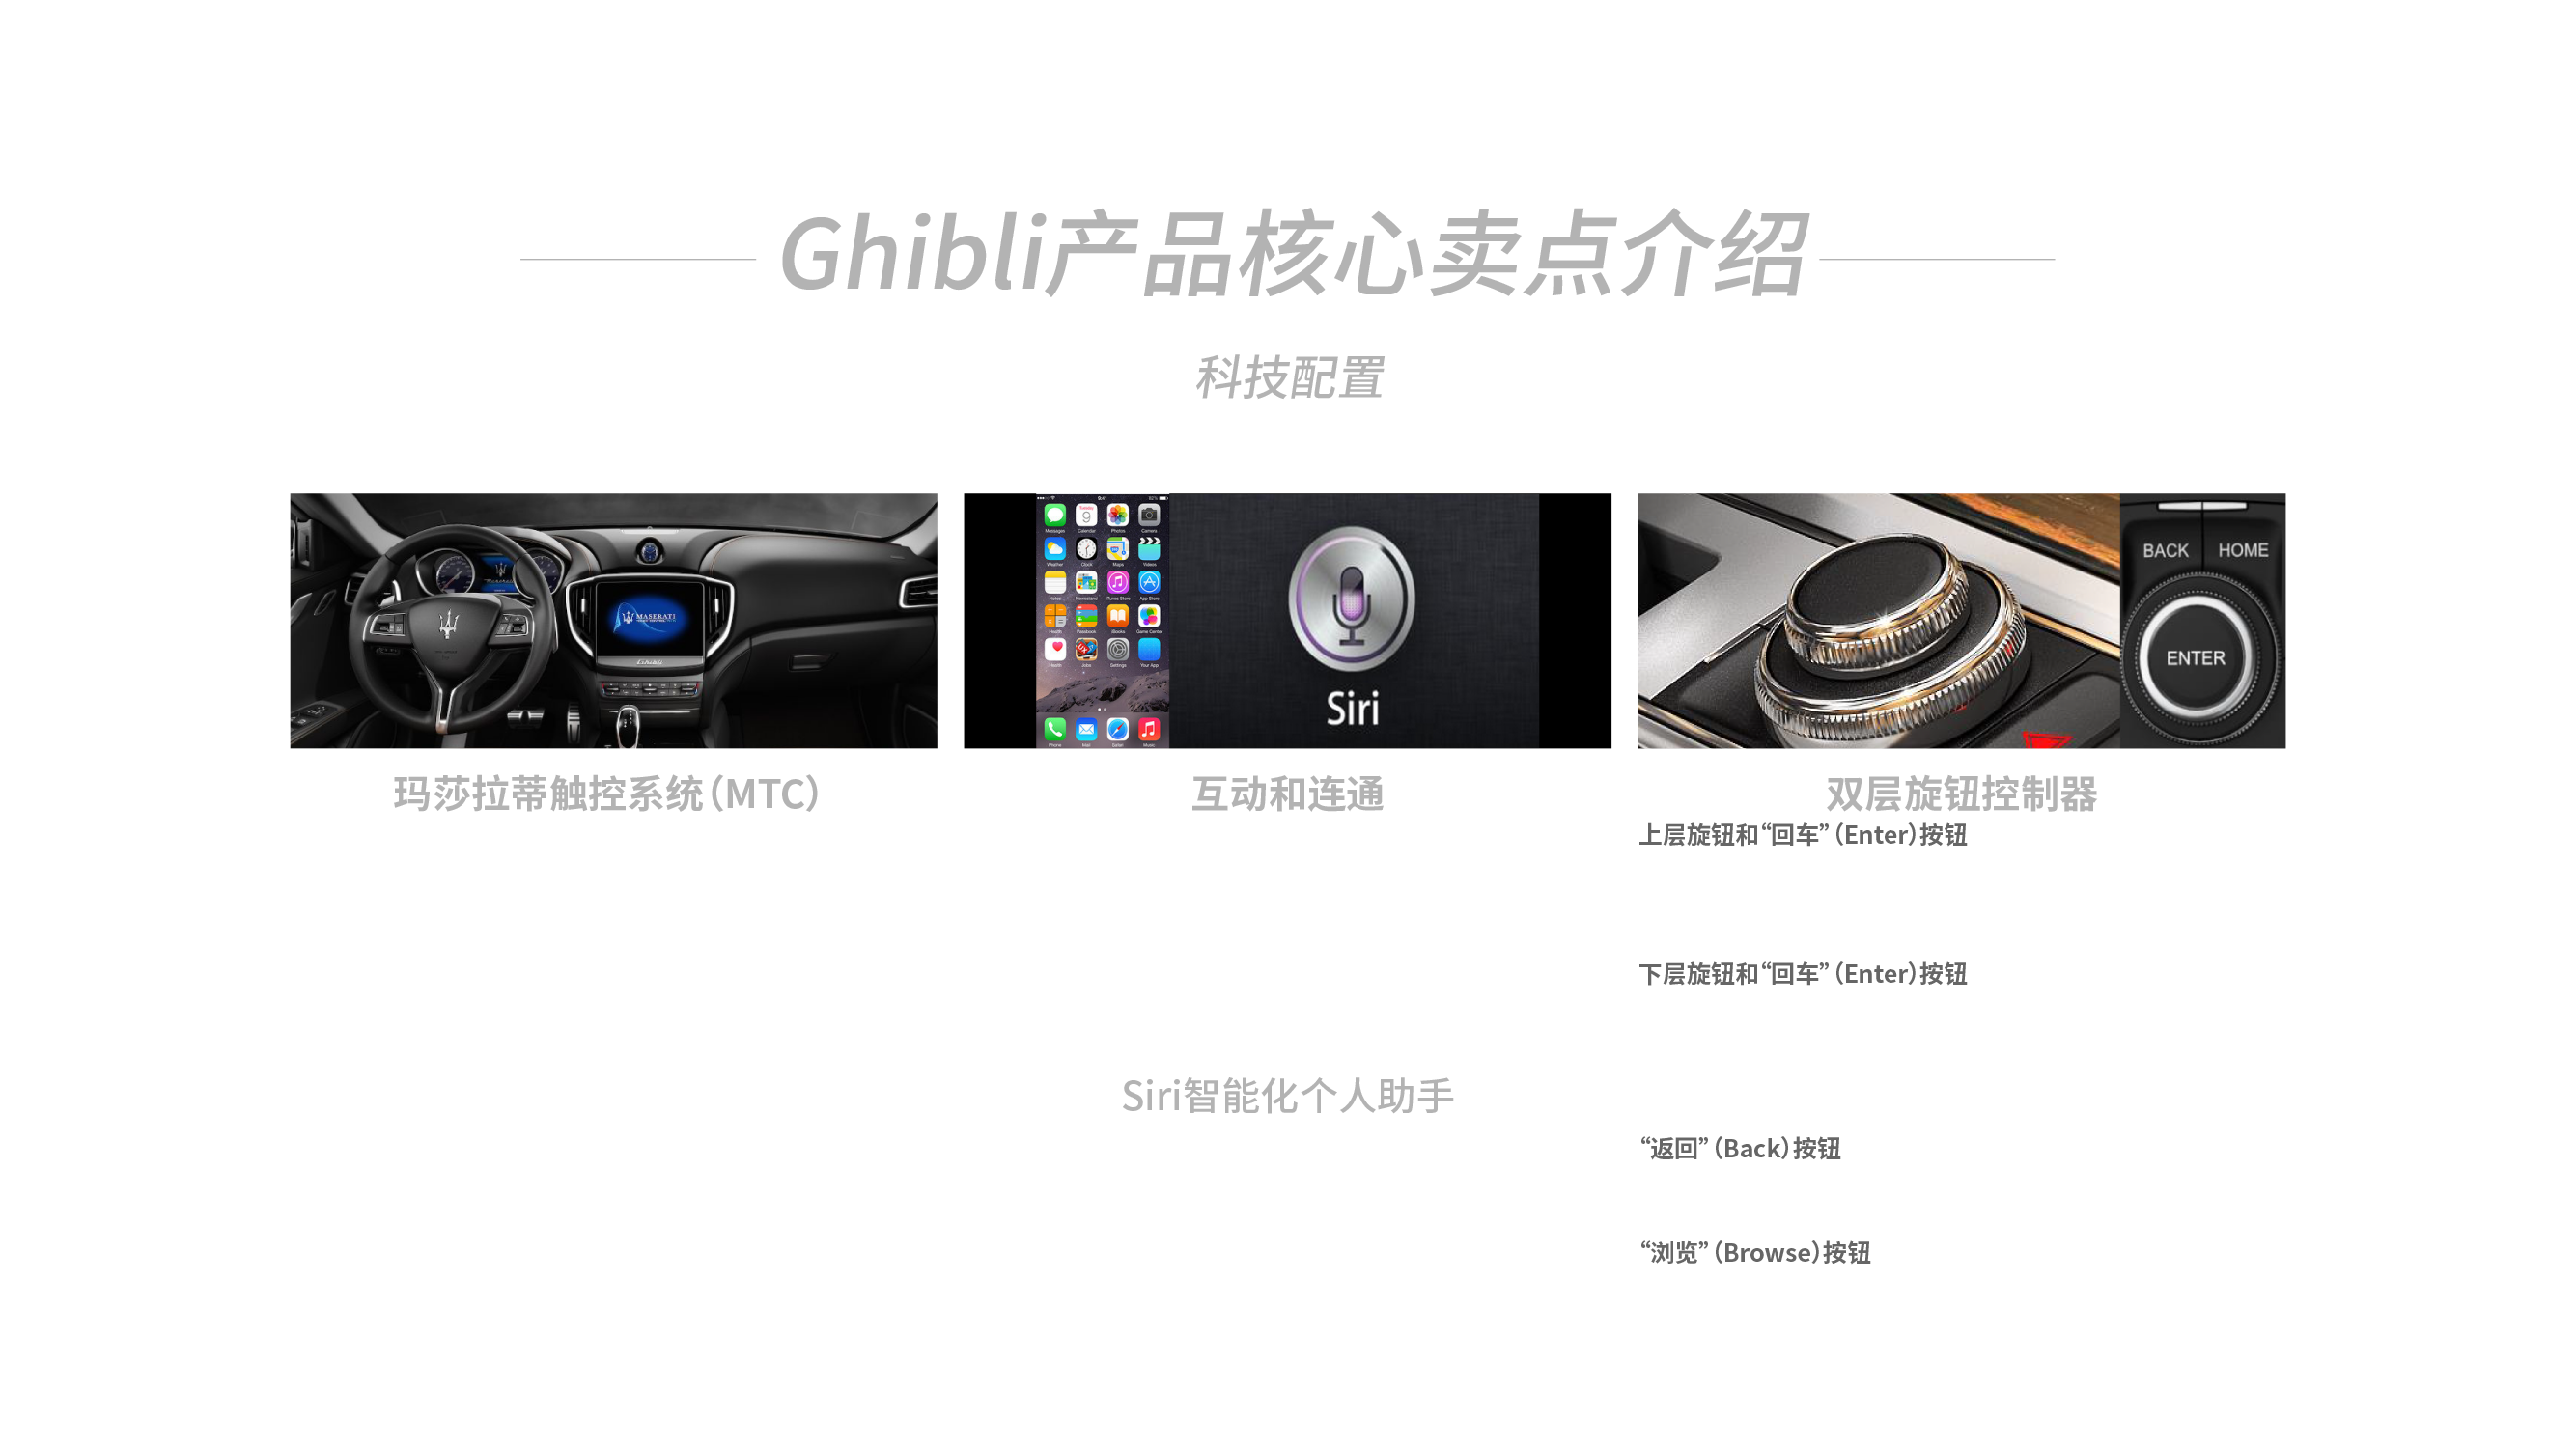 Ghibli产品核心卖点介绍
科技配置
MASERATI
Ghibli
Siri
BACK HOME
ENTER
玛莎拉蒂触控系统（MTC）
互动和连通
双层旋钮控制器
上层旋钮和“回车”（Enter）按钮
下层旋钮和“回车”（Enter）按钮
Siri智能化个人助手
“返回”（Back）按钮
“浏览”（Browse）按钮